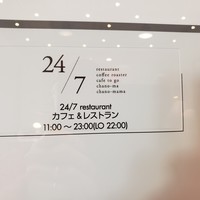 24/7
restaurant
coffee roaster
cafe to go
chano-ma
chano-mama
24/7 restaurant
カフェ&レストラン
11:00 〜 23:00(LO 22:00)